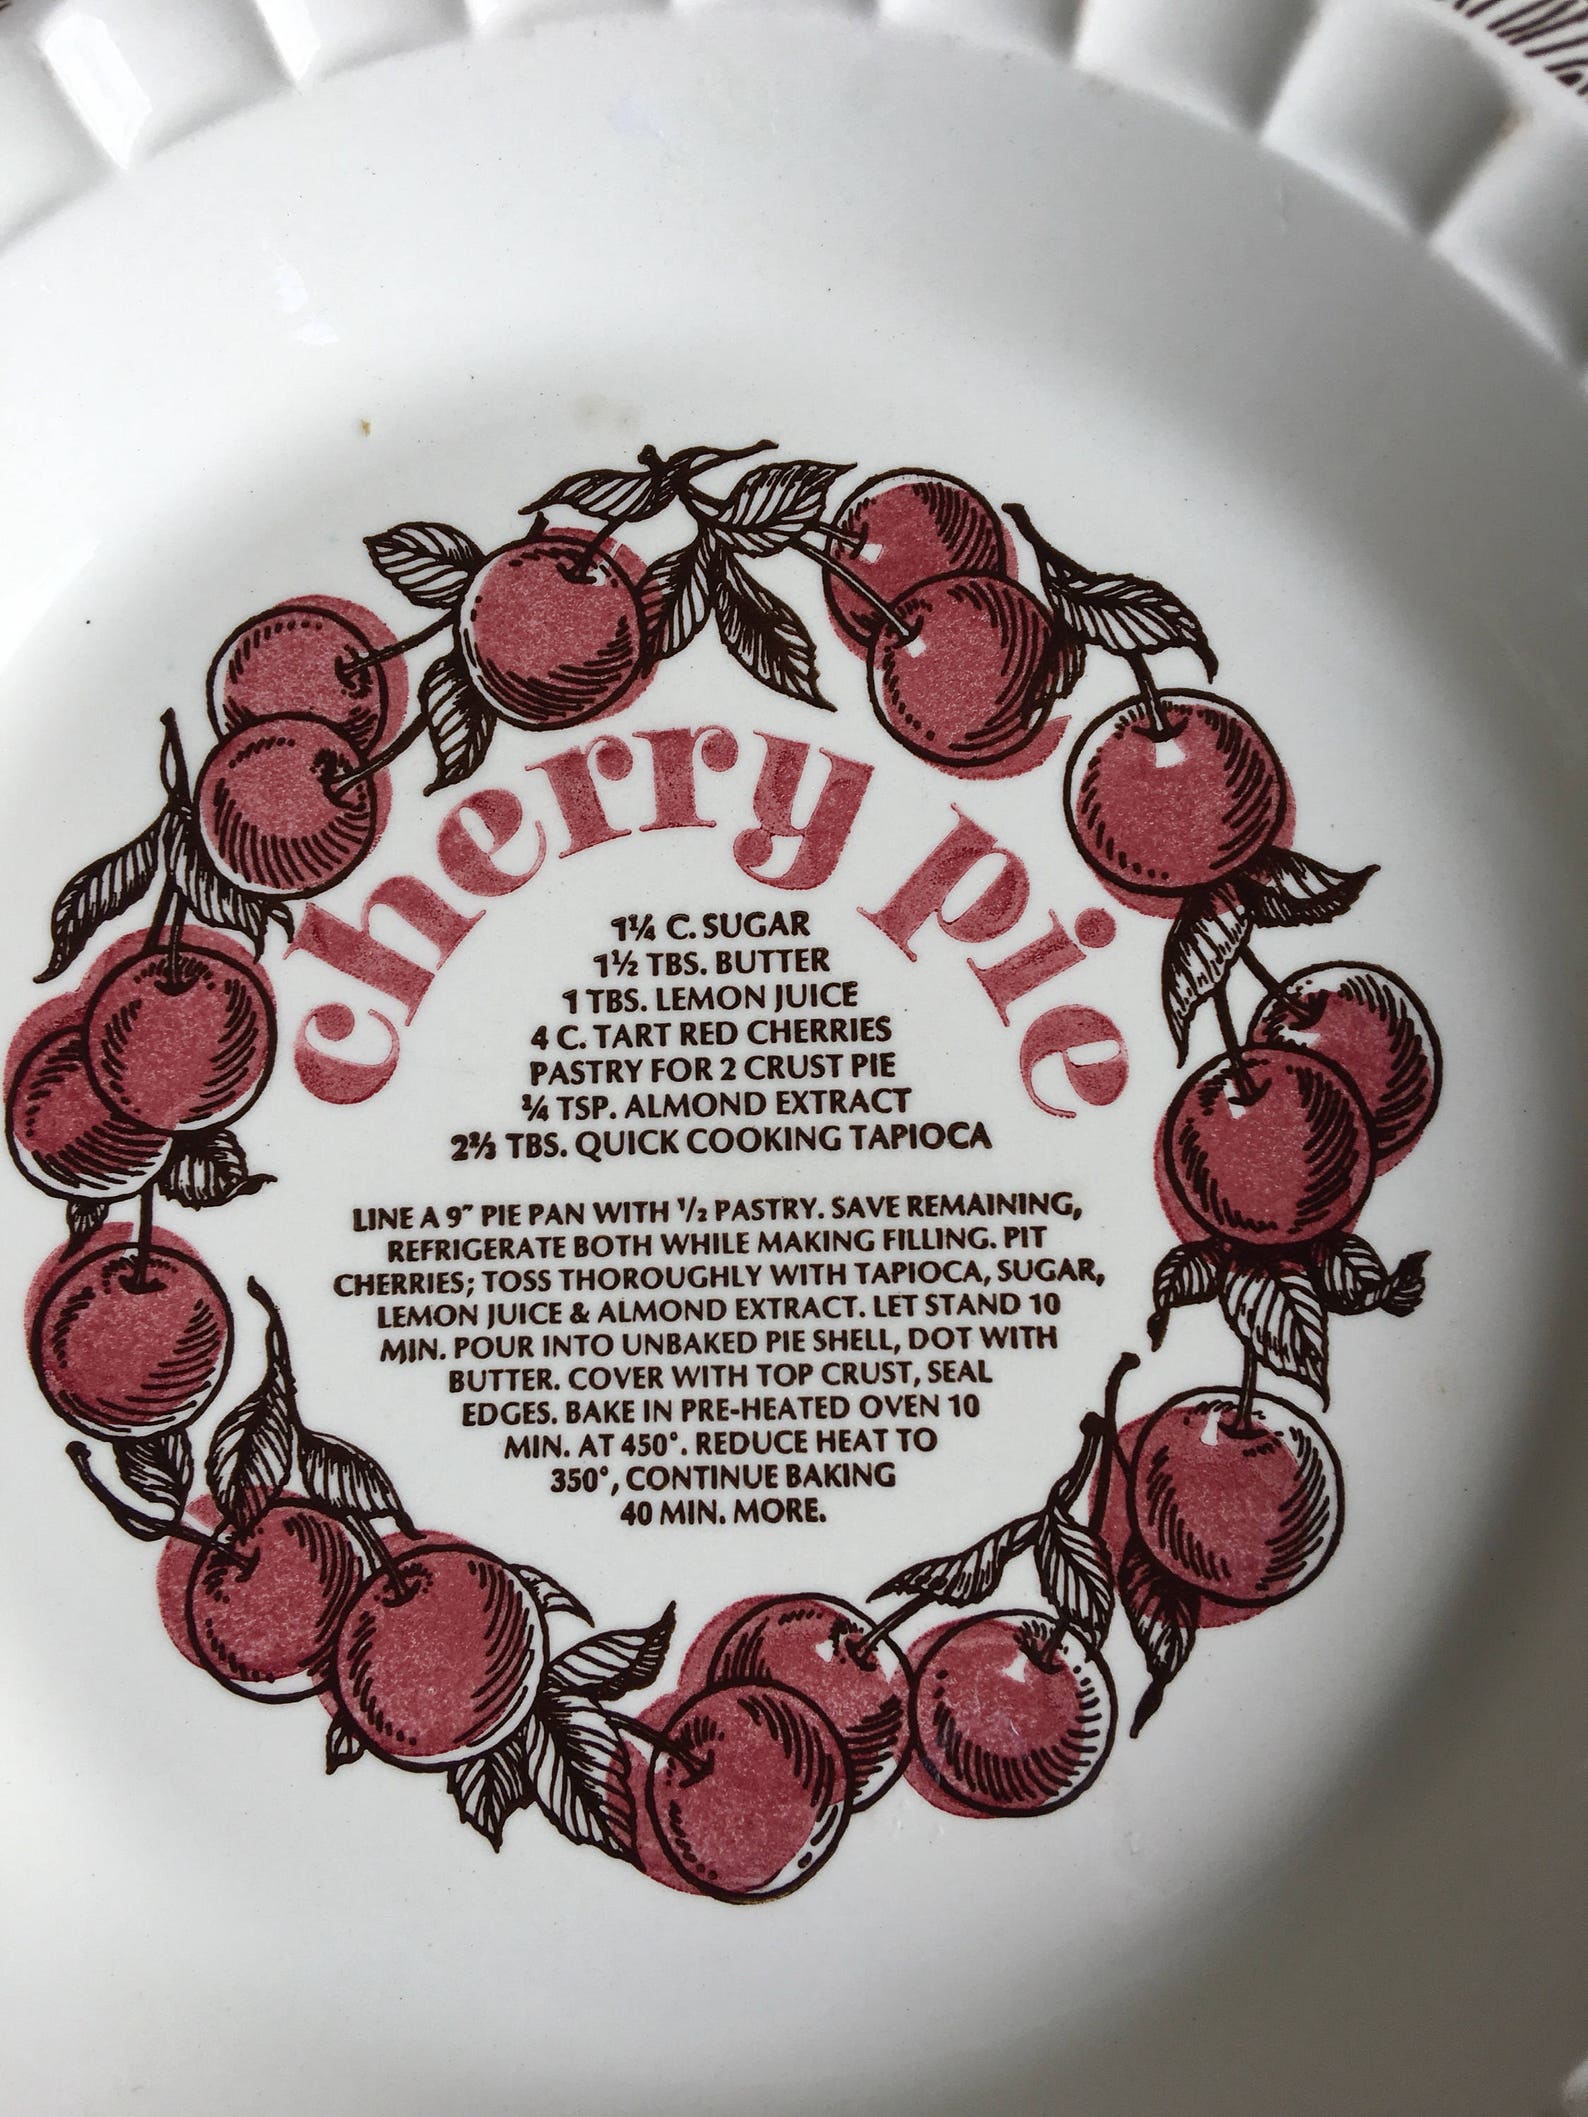 cherry pie
1¼ C. SUGAR
1½ TBS. BUTTER
1 TBS. LEMON JUICE
4 C. TART RED CHERRIES
PASTRY FOR 2 CRUST PIE
¼ TSP. ALMOND EXTRACT
2⅔ TBS. QUICK COOKING TAPIOCA
LINE A 9" PIE PAN WITH ½ PASTRY. SAVE REMAINING,
REFRIGERATE BOTH WHILE MAKING FILLING. PIT
CHERRIES; TOSS THOROUGHLY WITH TAPIOCA, SUGAR,
LEMON JUICE & ALMOND EXTRACT. LET STAND 10
MIN. POUR INTO UNBAKED PIE SHELL, DOT WITH
BUTTER. COVER WITH TOP CRUST, SEAL
EDGES. BAKE IN PRE-HEATED OVEN 10
MIN. AT 450°. REDUCE HEAT TO
350°, CONTINUE BAKING
40 MIN. MORE.